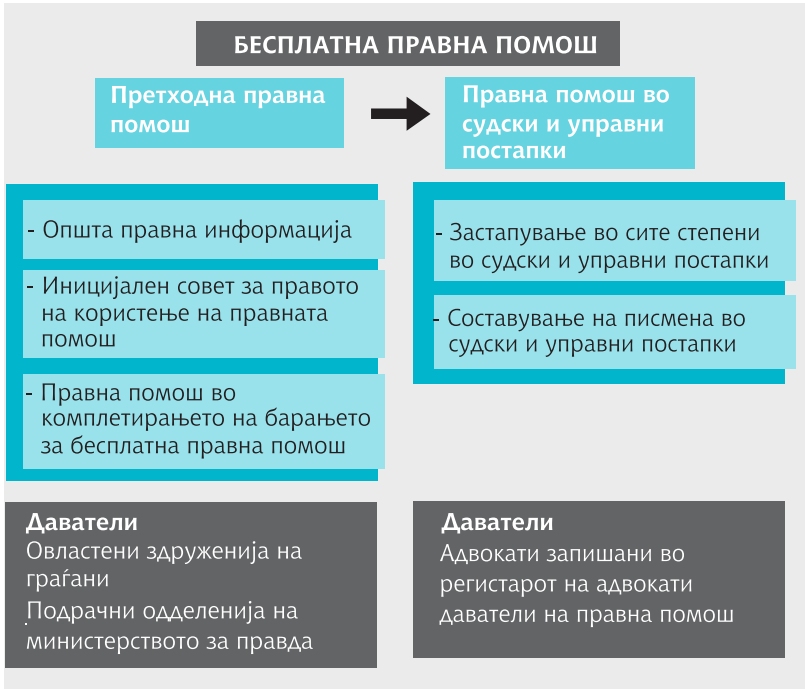 БЕСПЛАТНА ПРАВНА ПОМОШ
Претходна правна
помош
Правна помош во
судски и управни
постапки
- Општа правна информација
- Иницијален совет за правото
на користење на правната
помош
- Правна помош во
комплетирањето на барањето
за бесплатна правна помош
- Застапување во сите степени
во судски и управни постапки
- Составување на писмена во
судски и управни постапки
Даватели
Овластени здруженија на
граѓани
Подрачни одделенија на
министерството за правда
Даватели
Адвокати запишани во
регистарот на адвокати
даватели на правна помош